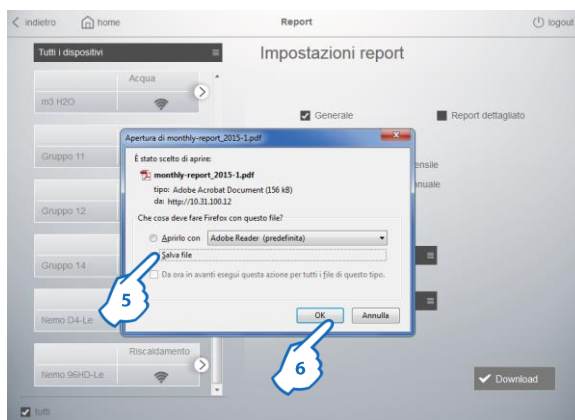 indietro
home
Report
logout
Tutti i dispositivi
Impostazioni report
Acqua
m3 H2O
Generale
Report dettagliato
Apertura di monthly-report_2015-1.pdf
È stato scelto di aprire:
Gruppo 11
monthly-report_2015-1.pdf
ensile
tipo: Adobe Acrobat Document (156 kB)
nnuale
da: http://10.31.100.12
Gruppo 12
Che cosa deve fare Firefox con questo file?
Aprirlo con Adobe Reader (predefinita)
Salva file
Gruppo 14
Da ora in avanti esegui questa azione per tutti i file di questo tipo.
5
OK
Annulla
Nemo D4-Le
Riscaldamento
6
Nemo 96HD-Le
Download
tutti